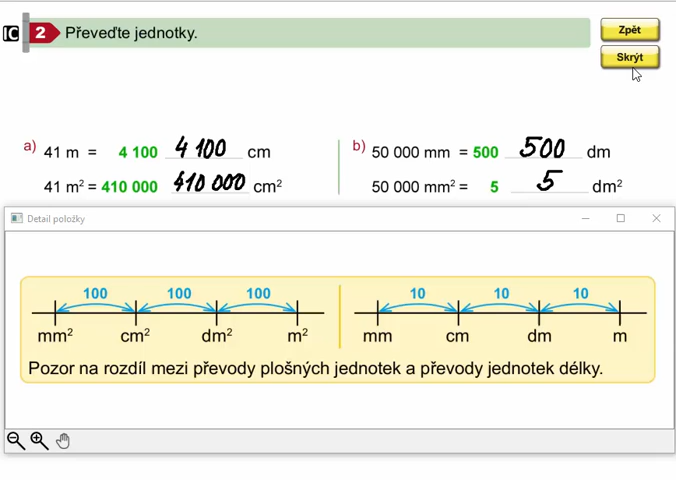 IC 2 Převeďte jednotky.
Zpět
Skrýt
a) 41 m = 4 100 4 100 cm
41 m² = 410 000 410 000 cm²
b) 50 000 mm = 500 500 dm
50 000 mm² = 5 5 dm²
Detail položky
100 100 100
mm² cm² dm² m²
10 10 10
mm cm dm m
Pozor na rozdíl mezi převody plošných jednotek a převody jednotek délky.